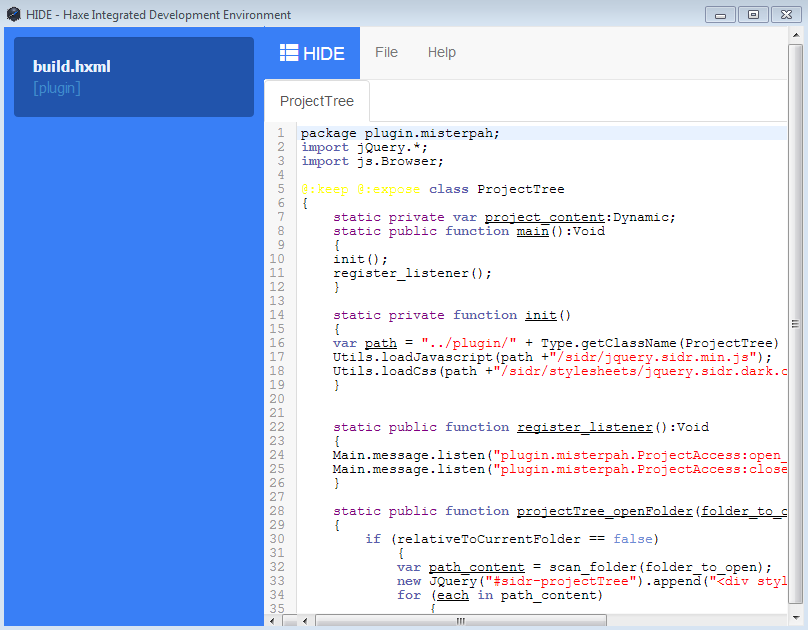 HIDE - Haxe Integrated Development Environment
build.hxml
[plugin]
HIDE File Help
ProjectTree
1 package plugin.misterpah;
2 import jQuery.*;
3 import js.Browser;
4
5 @:keep @:expose class ProjectTree
6 {
7 static private var project_content:Dynamic;
8 static public function main():Void
9 {
10 init();
11 register_listener();
12 }
13
14 static private function init()
15 {
16 var path = "../plugin/" + Type.getClassName(ProjectTree)
17 Utils.loadJavascript(path +"/sidr/jquery.sidr.min.js");
18 Utils.loadCss(path +"/sidr/stylesheets/jquery.sidr.dark.c
19 }
20
21
22 static public function register_listener():Void
23 {
24 Main.message.listen("plugin.misterpah.ProjectAccess:open_
25 Main.message.listen("plugin.misterpah.ProjectAccess:close
26 }
27
28 static public function projectTree_openFolder(folder_to_o
29 {
30 if (relativeToCurrentFolder == false)
31 {
32 var path_content = scan_folder(folder_to_open);
33 new JQuery("#sidr-projectTree").append("<div styl
34 for (each in path_content)
35 {